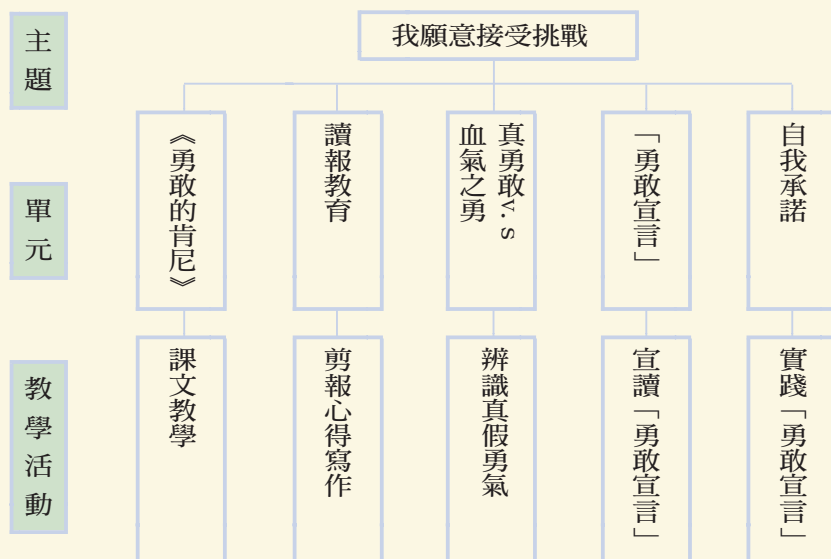 主題
我願意接受挑戰
單元
《勇敢的肯尼》
讀報教育
真勇敢v.s
血氣之勇
「勇敢宣言」
自我承諾
教學活動
課文教學
剪報心得寫作
辨識真假勇氣
宣讀「勇敢宣言」
實踐「勇敢宣言」